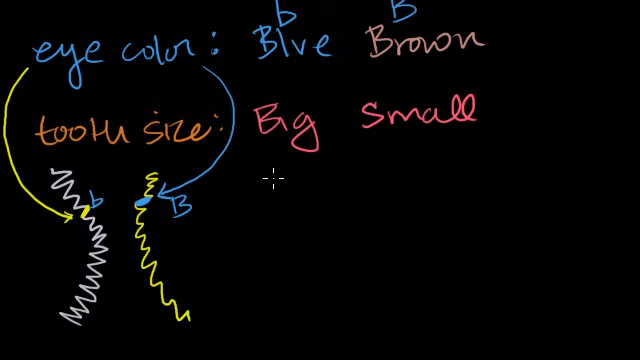 b B
eye color: Blue Brown
tooth size: Big small
b B